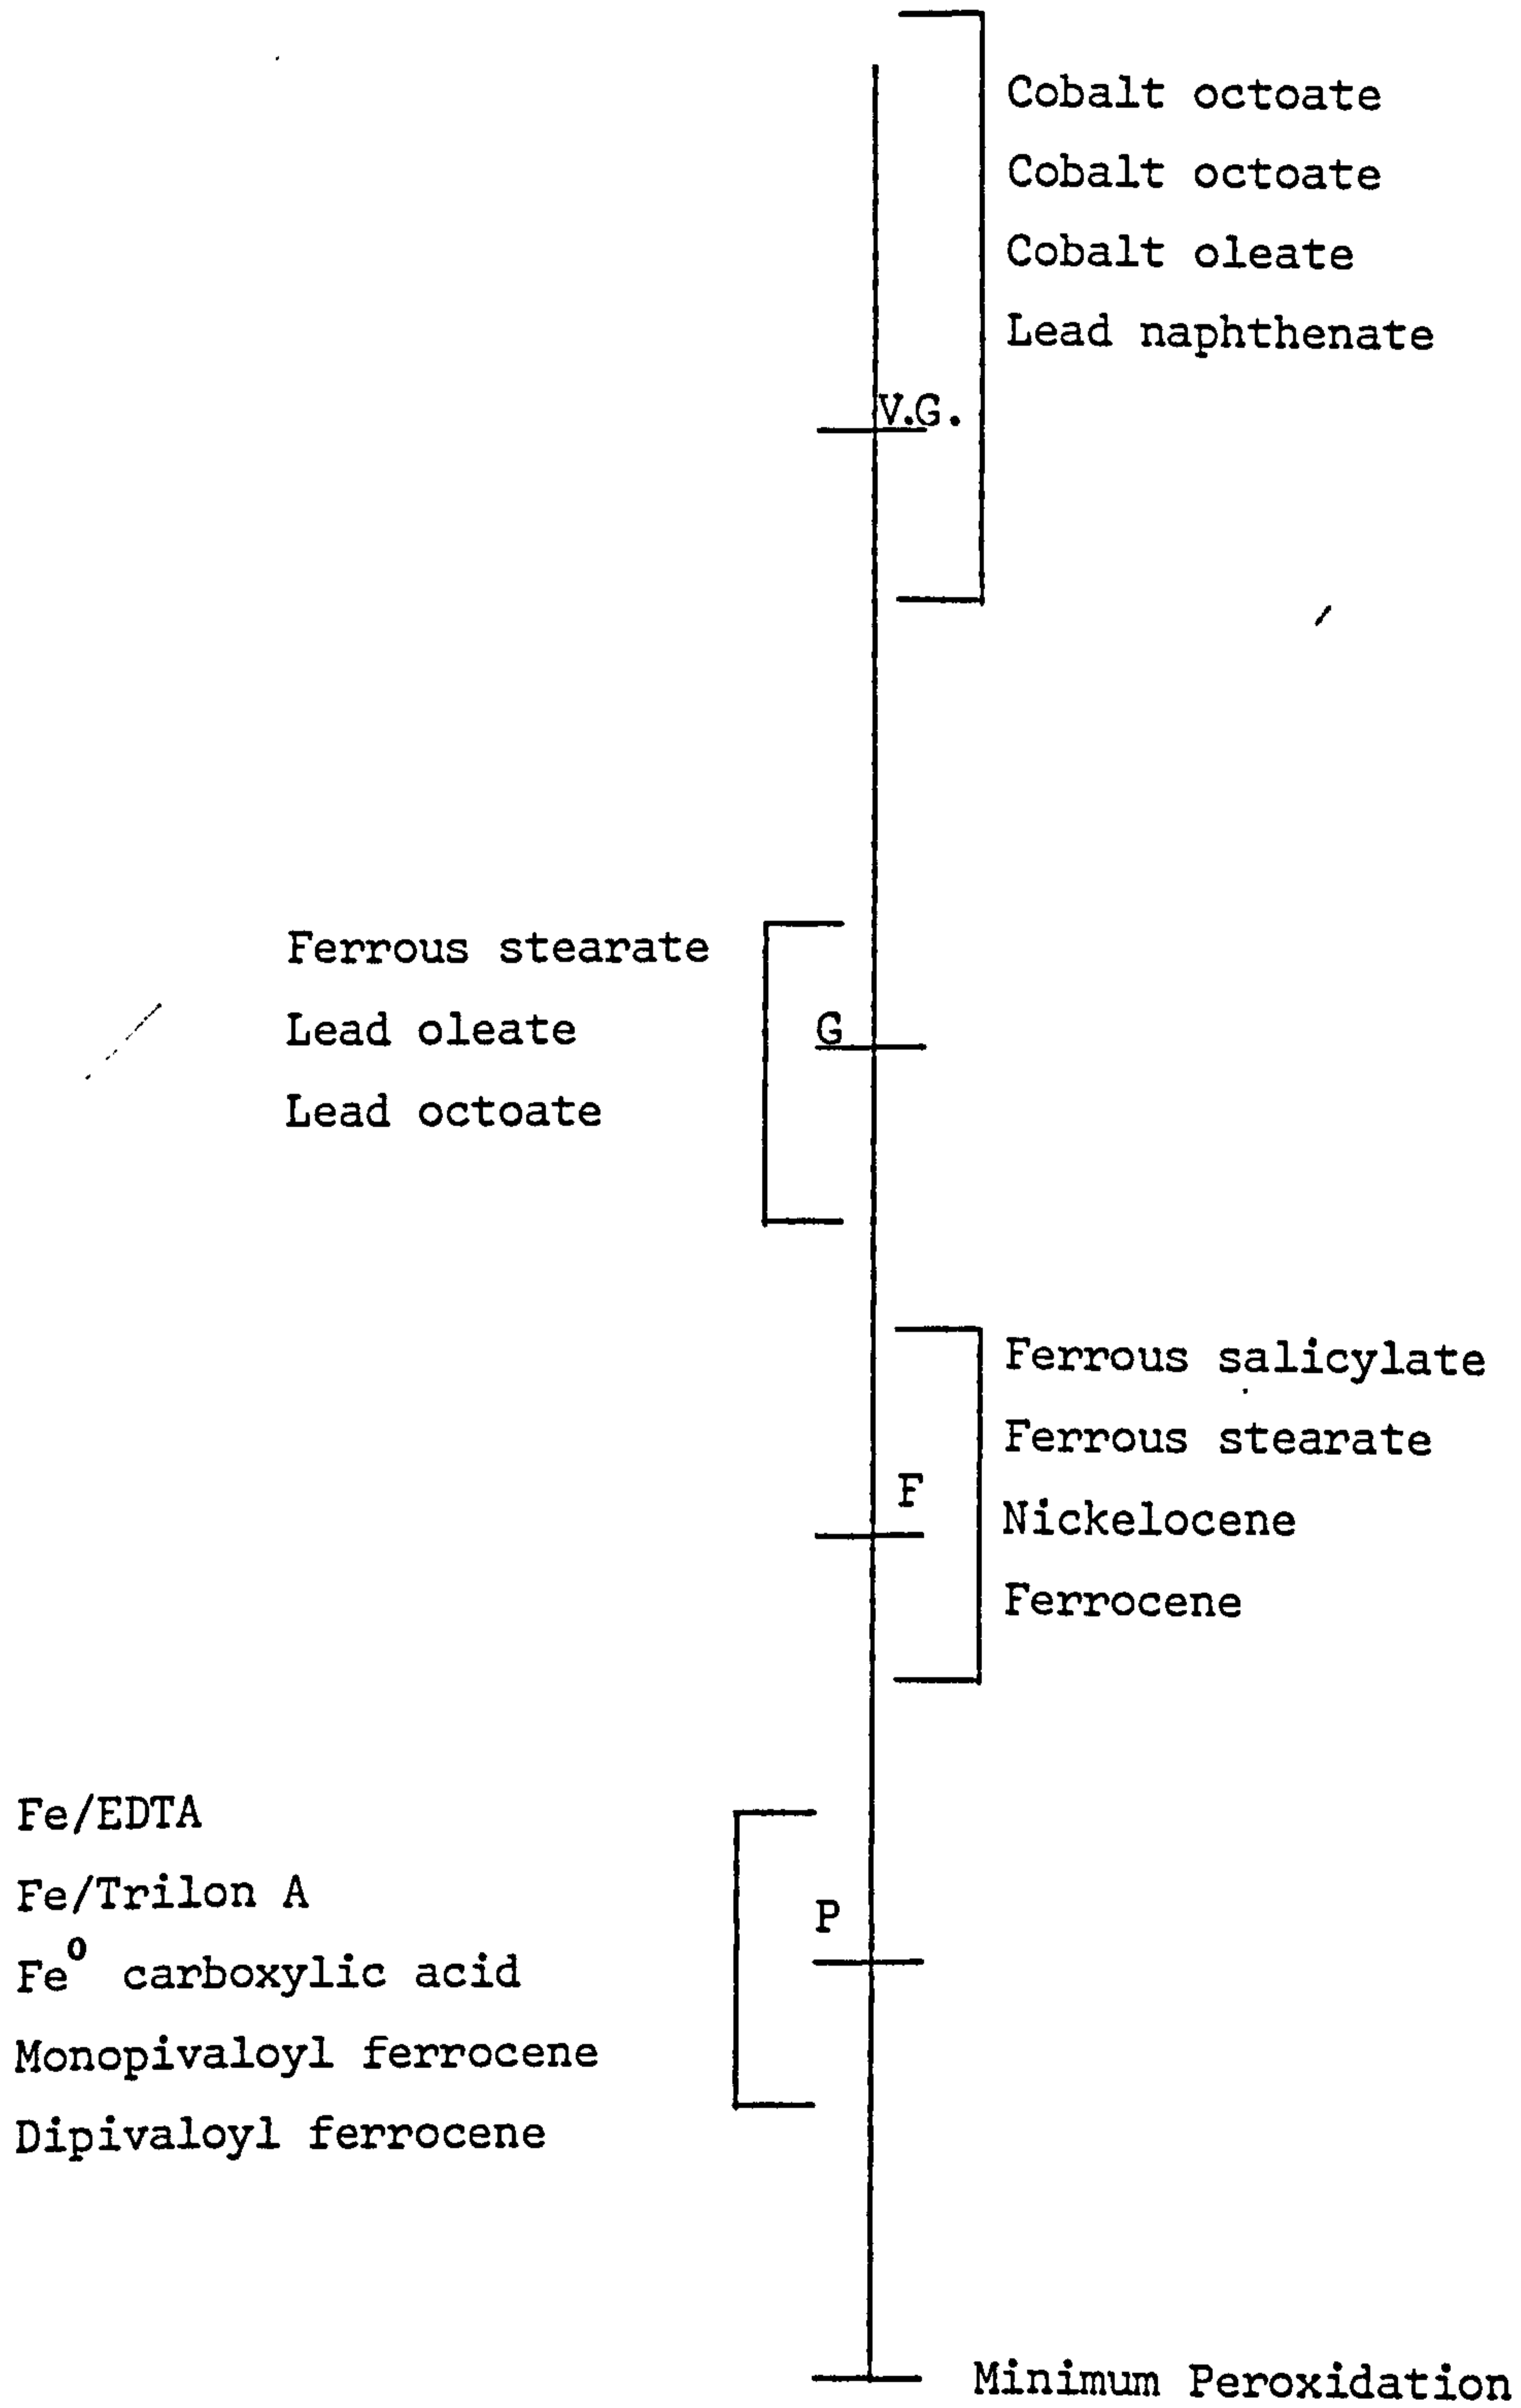 Cobalt octoate
Cobalt octoate
Cobalt oleate
Lead naphthenate
V.G.
Ferrous stearate
Lead oleate
G
Lead octoate
Ferrous salicylate
Ferrous stearate
F
Nickelocene
Ferrocene
Fe/EDTA
Fe/Trilon A
P
Fe⁰ carboxylic acid
Monopivaloyl ferrocene
Dipivaloyl ferrocene
Minimum Peroxidation